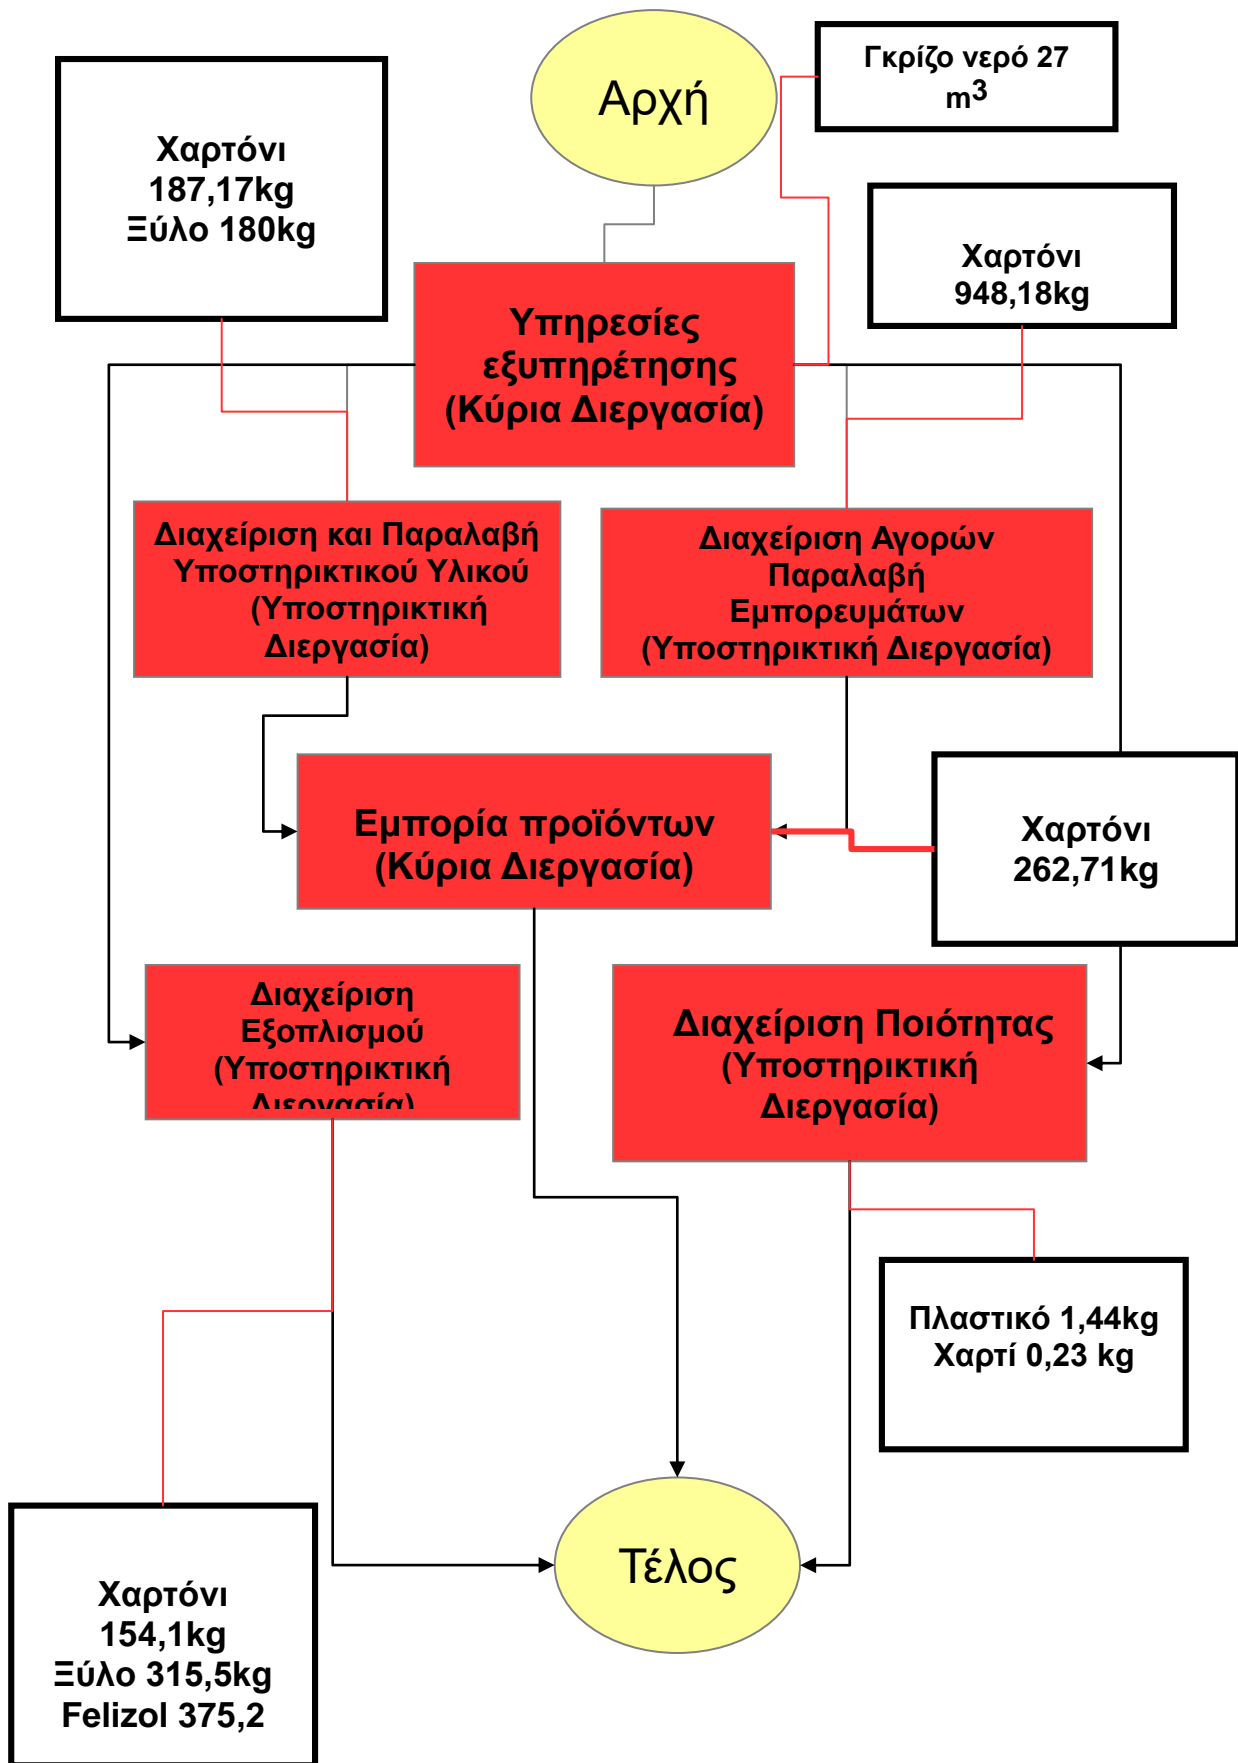 Αρχή
Γκρίζο νερό 27
m3
Χαρτόνι
187,17kg
Ξύλο 180kg
Χαρτόνι
948,18kg
Υπηρεσίες
εξυπηρέτησης
(Κύρια Διεργασία)
Διαχείριση και Παραλαβή
Υποστηρικτικού Υλικού
(Υποστηρικτική
Διεργασία)
Διαχείριση Αγορών
Παραλαβή
Εμπορευμάτων
(Υποστηρικτική Διεργασία)
Εμπορία προϊόντων
(Κύρια Διεργασία)
Χαρτόνι
262,71kg
Διαχείριση
Εξοπλισμού
(Υποστηρικτική
Διεργασία)
Διαχείριση Ποιότητας
(Υποστηρικτική
Διεργασία)
Πλαστικό 1,44kg
Χαρτί 0,23 kg
Τέλος
Χαρτόνι
154,1kg
Ξύλο 315,5kg
Felizol 375,2